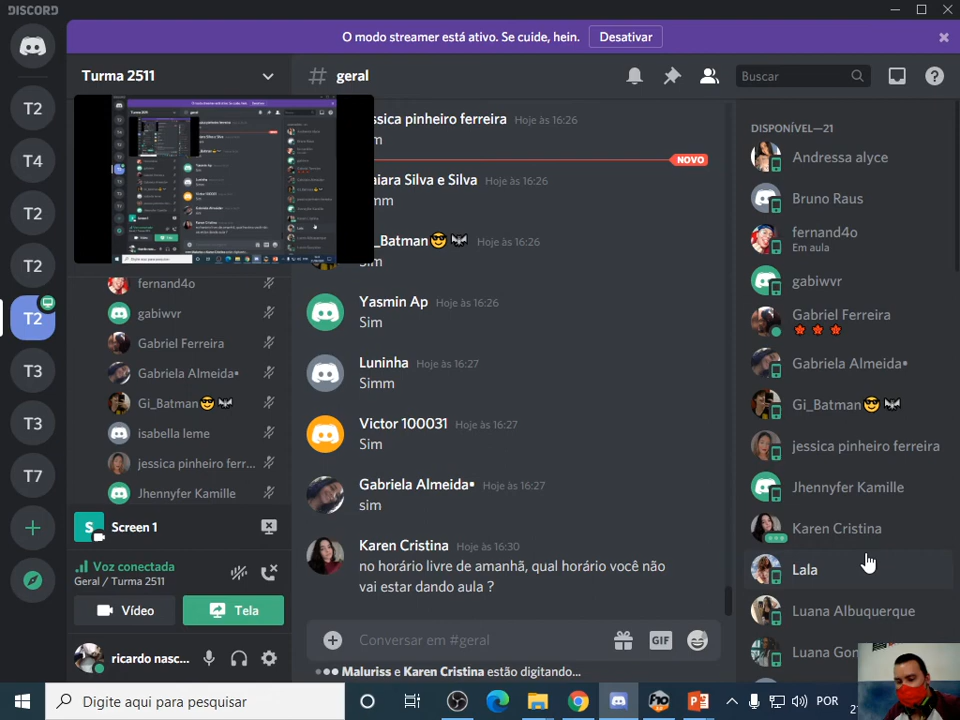 DISCORD
O modo streamer está ativo. Se cuide, hein.
Desativar
Turma 2511
# geral
Buscar
T2
T4
T2
T2
T2
T3
T3
T7
fernand4o
gabiwvr
Gabriel Ferreira
Gabriela Almeida•
Gi_Batman😎🦇
isabella leme
jessica pinheiro ferr...
Jhennyfer Kamille
S Screen 1
Voz conectada
Geral / Turma 2511
Vídeo
Tela
ricardo nasc...
ssica pinheiro ferreira Hoje às 16:26
NOVO
aiara Silva e Silva Hoje às 16:26
mm
_Batman😎🦇 Hoje às 16:26
Yasmin Ap Hoje às 16:26
Sim
Luninha Hoje às 16:27
Simm
Victor 100031 Hoje às 16:27
Sim
Gabriela Almeida• Hoje às 16:27
sim
Karen Cristina Hoje às 16:30
no horário livre de amanhã, qual horário você não
vai estar dando aula ?
Conversar em #geral
GIF
Maluriss e Karen Cristina estão digitando...
DISPONÍVEL—21
Andressa alyce
Bruno Raus
fernand4o
Em aula
gabiwvr
Gabriel Ferreira
Gabriela Almeida•
Gi_Batman😎🦇
jessica pinheiro ferreira
Jhennyfer Kamille
Karen Cristina
Lala
Luana Albuquerque
Luana Gon
Digite aqui para pesquisar
POR